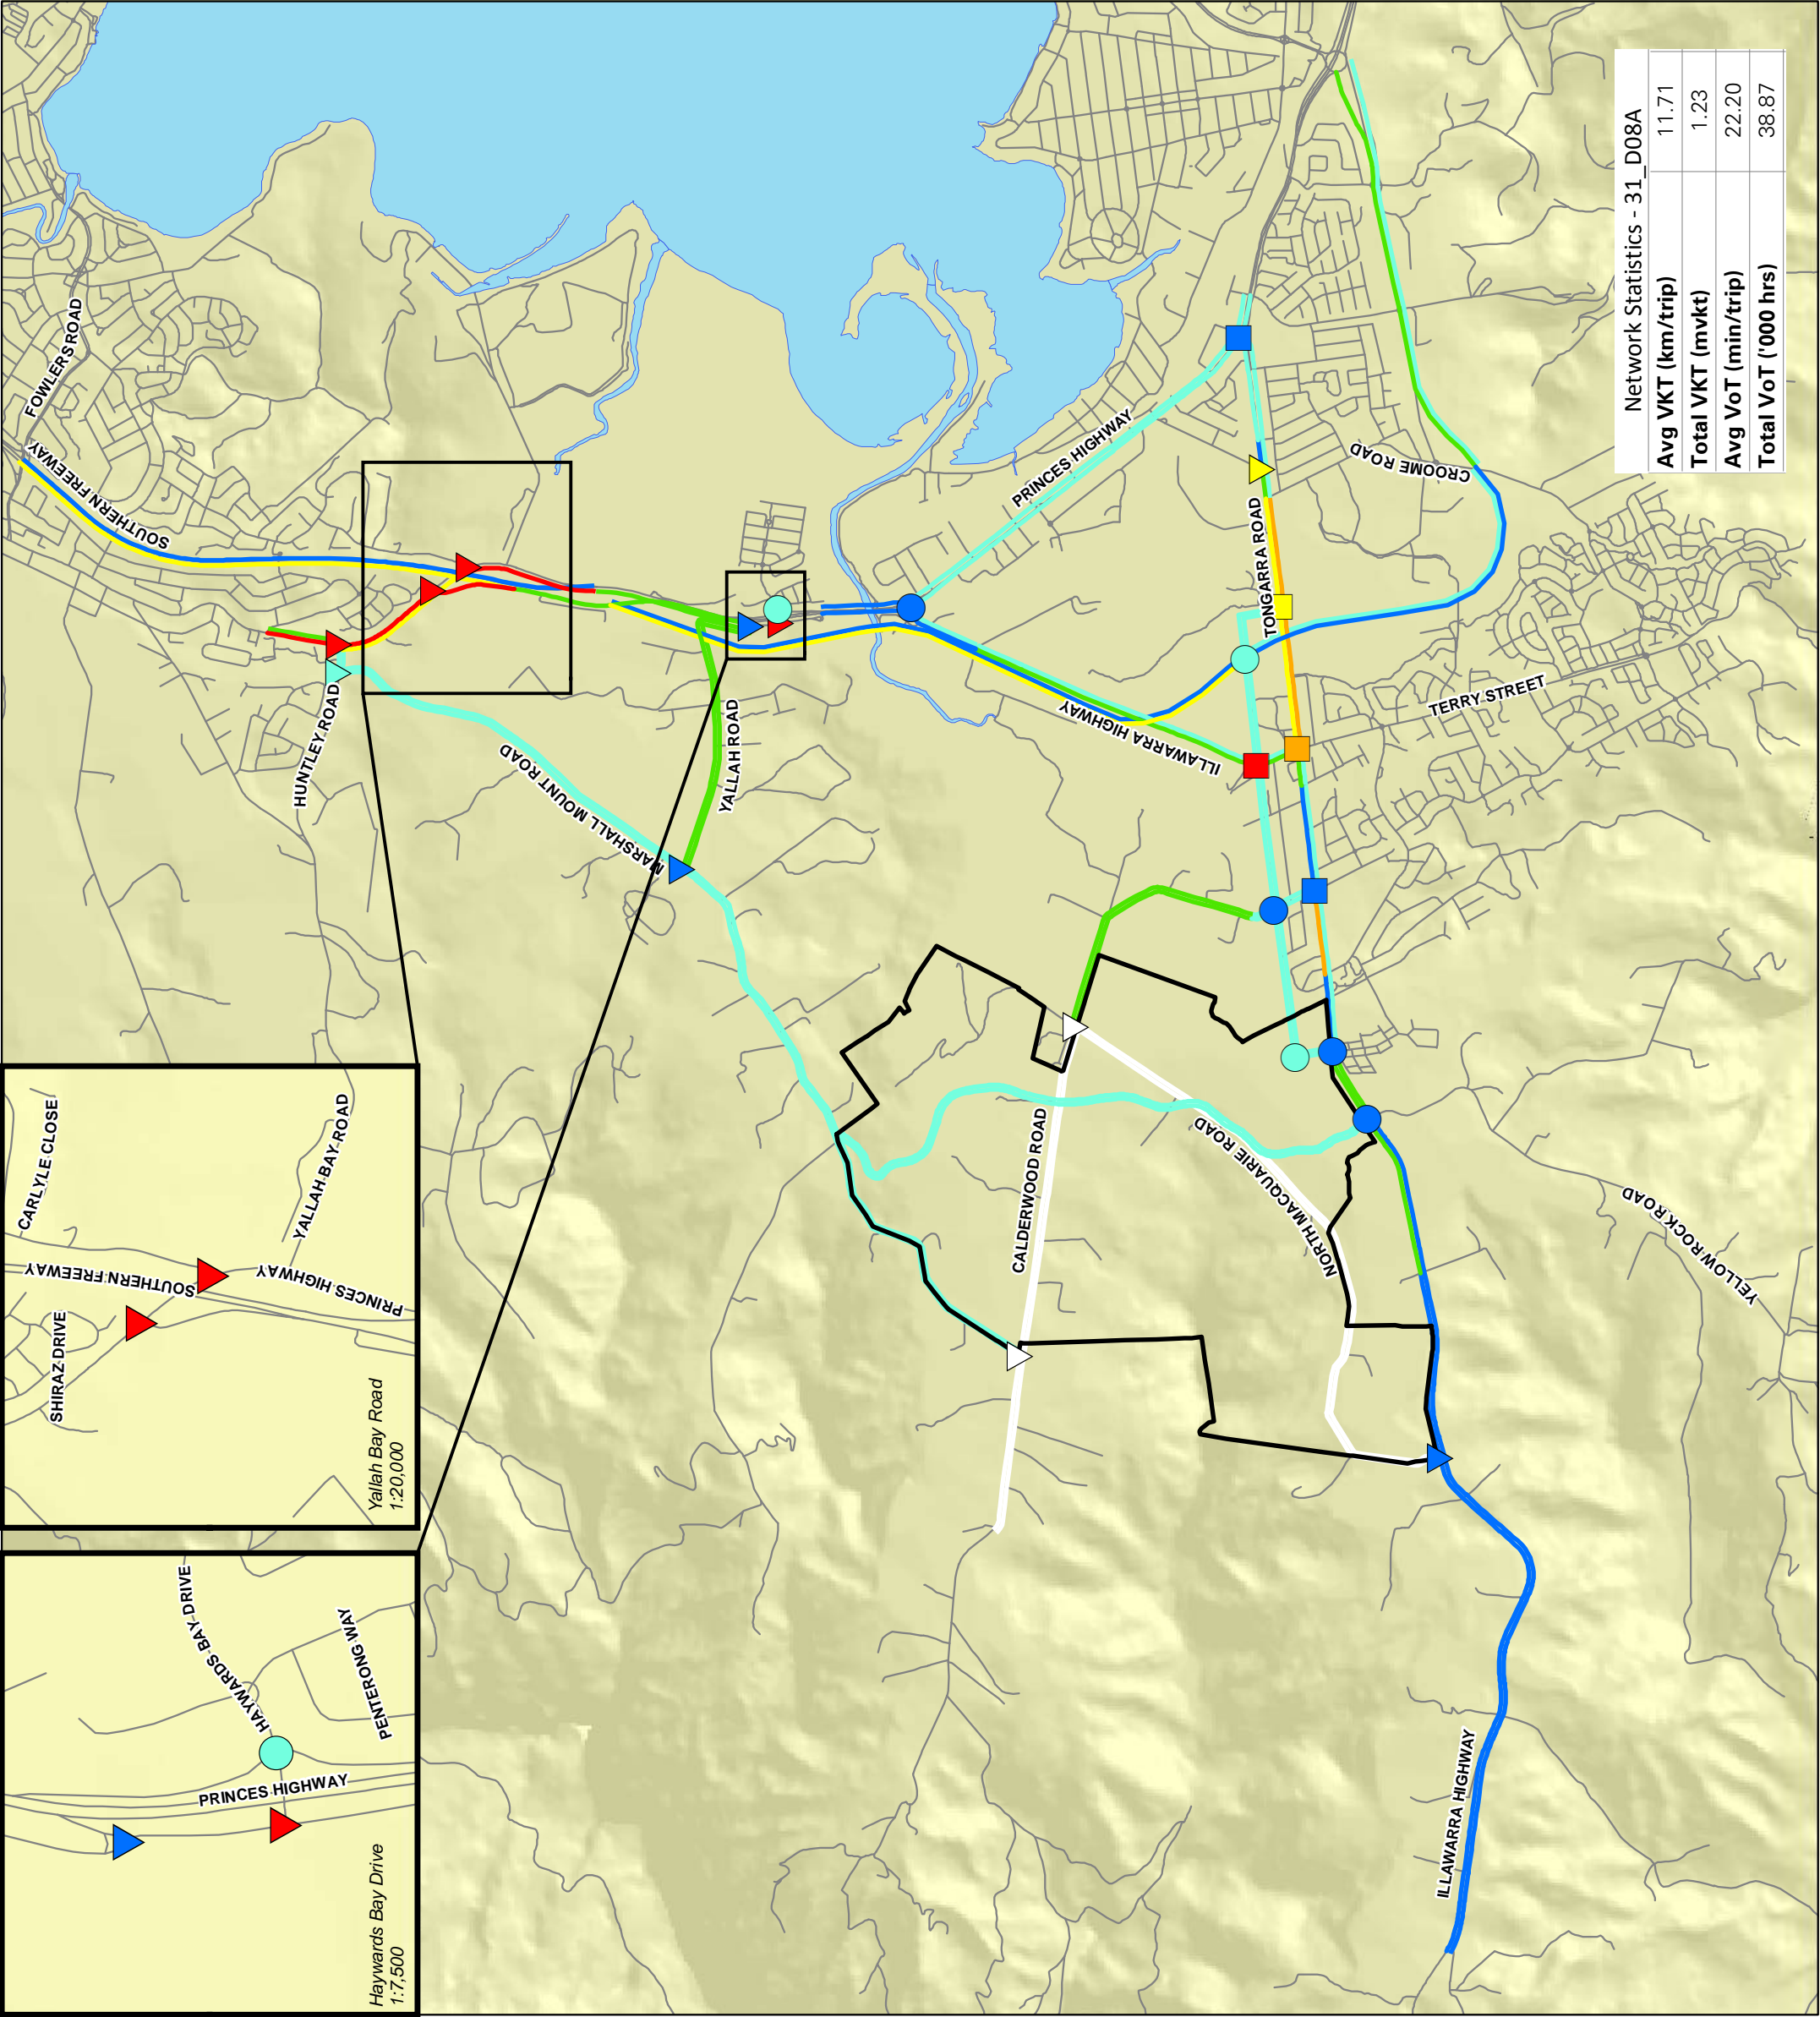 FOWLERSROAD
SOUTHERN FREEWAY
HUNTLEY ROAD
MARSHALL MOUNT ROAD
YALLAH ROAD
PRINCES HIGHWAY
ILLAWARRA HIGHWAY
TONGARRA ROAD
CROOME ROAD
TERRY STREET
CALDERWOOD ROAD
NORTH MACQUARIE ROAD
YELLOW ROCK ROAD
ILLAWARRA HIGHWAY
Network Statistics - 31_D08A
Avg VKT (km/trip) 11.71
Total VKT (mvkt) 1.23
Avg VoT (min/trip) 22.20
Total VoT ('000 hrs) 38.87
CARLYLE CLOSE
YALLAH BAY ROAD
SOUTHERN FREEWAY
PRINCES HIGHWAY
SHIRAZ DRIVE
Yallah Bay Road
1:20,000
HAYWARDS BAY DRIVE
PENTERONG WAY
PRINCES HIGHWAY
Haywards Bay Drive
1:7,500